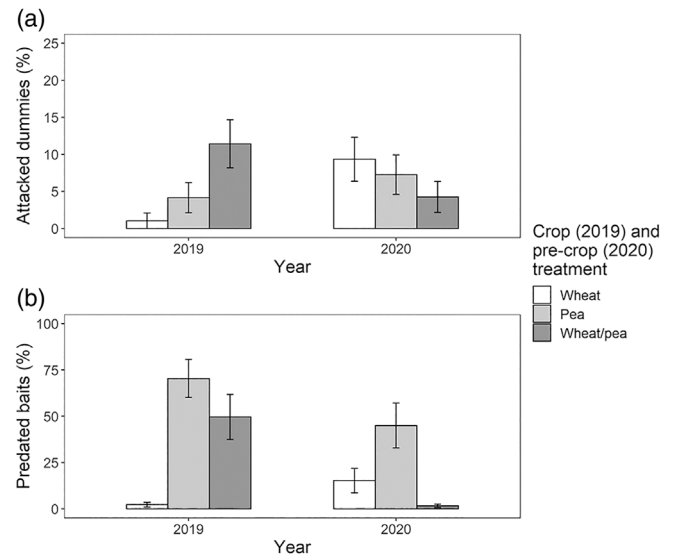 (a)
Attacked dummies (%)
25
20
15
10
5
0
2019 2020
Year
(b)
Predated baits (%)
100
75
50
25
0
2019 2020
Year
Crop (2019) and
pre-crop (2020)
treatment
Wheat
Pea
Wheat/pea